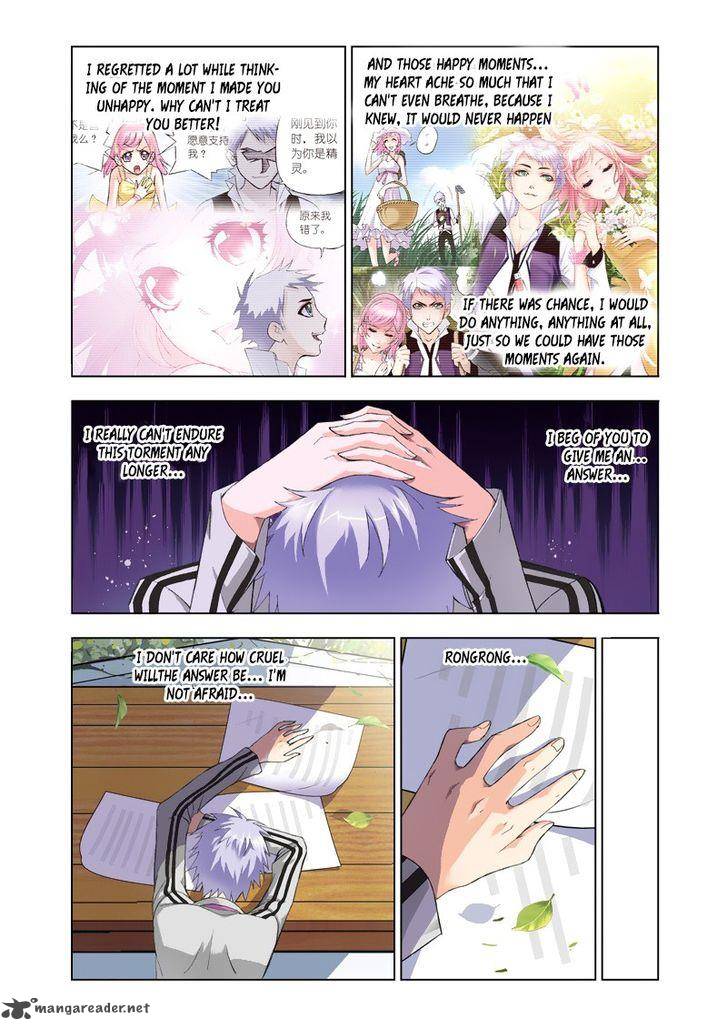 I REGRETTED A LOT WHILE THINK-
ING OF THE MOMENT I MADE YOU
UNHAPPY. WHY CAN'T I TREAT
YOU BETTER!
愿意支持
我？
刚见到你
时，我以
为你是精
灵。
原来我
错了。
AND THOSE HAPPY MOMENTS...
MY HEART ACHE SO MUCH THAT I
CAN'T EVEN BREATHE, BECAUSE I
KNEW, IT WOULD NEVER HAPPEN
IF THERE WAS CHANCE, I WOULD
DO ANYTHING, ANYTHING AT ALL,
JUST SO WE COULD HAVE THOSE
MOMENTS AGAIN.
I REALLY CAN'T ENDURE
THIS TORMENT ANY
LONGER...
I BEG OF YOU TO
GIVE ME AN...
ANSWER...
I DON'T CARE HOW CRUEL
WILLTHE ANSWER BE... I'M
NOT AFRAID...
RONGRONG...
mangareader.net